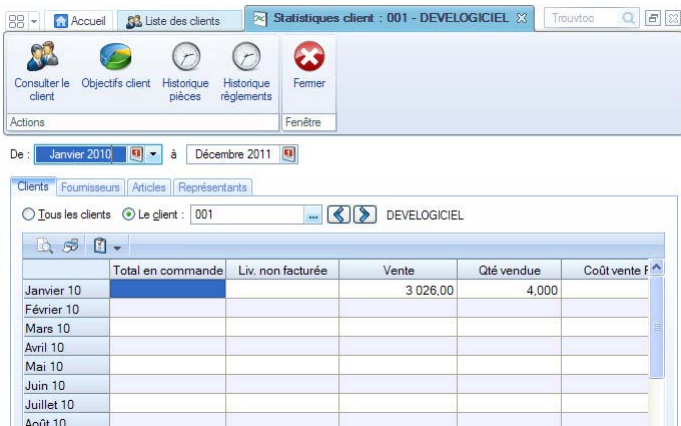 Accueil Liste des clients Statistiques client : 001 - DEVELOGICIEL Trouvtoo
Consulter le client Objectifs client Historique pièces Historique règlements Fermer
Actions Fenêtre
De : Janvier 2010 à Décembre 2011
Clients Fournisseurs Articles Représentants
Tous les clients Le client : 001 ... DEVELOGICIEL
Total en commande Liv. non facturée Vente Qté vendue Coût vente
Janvier 10 3 026,00 4,000
Février 10
Mars 10
Avril 10
Mai 10
Juin 10
Juillet 10
Août 10